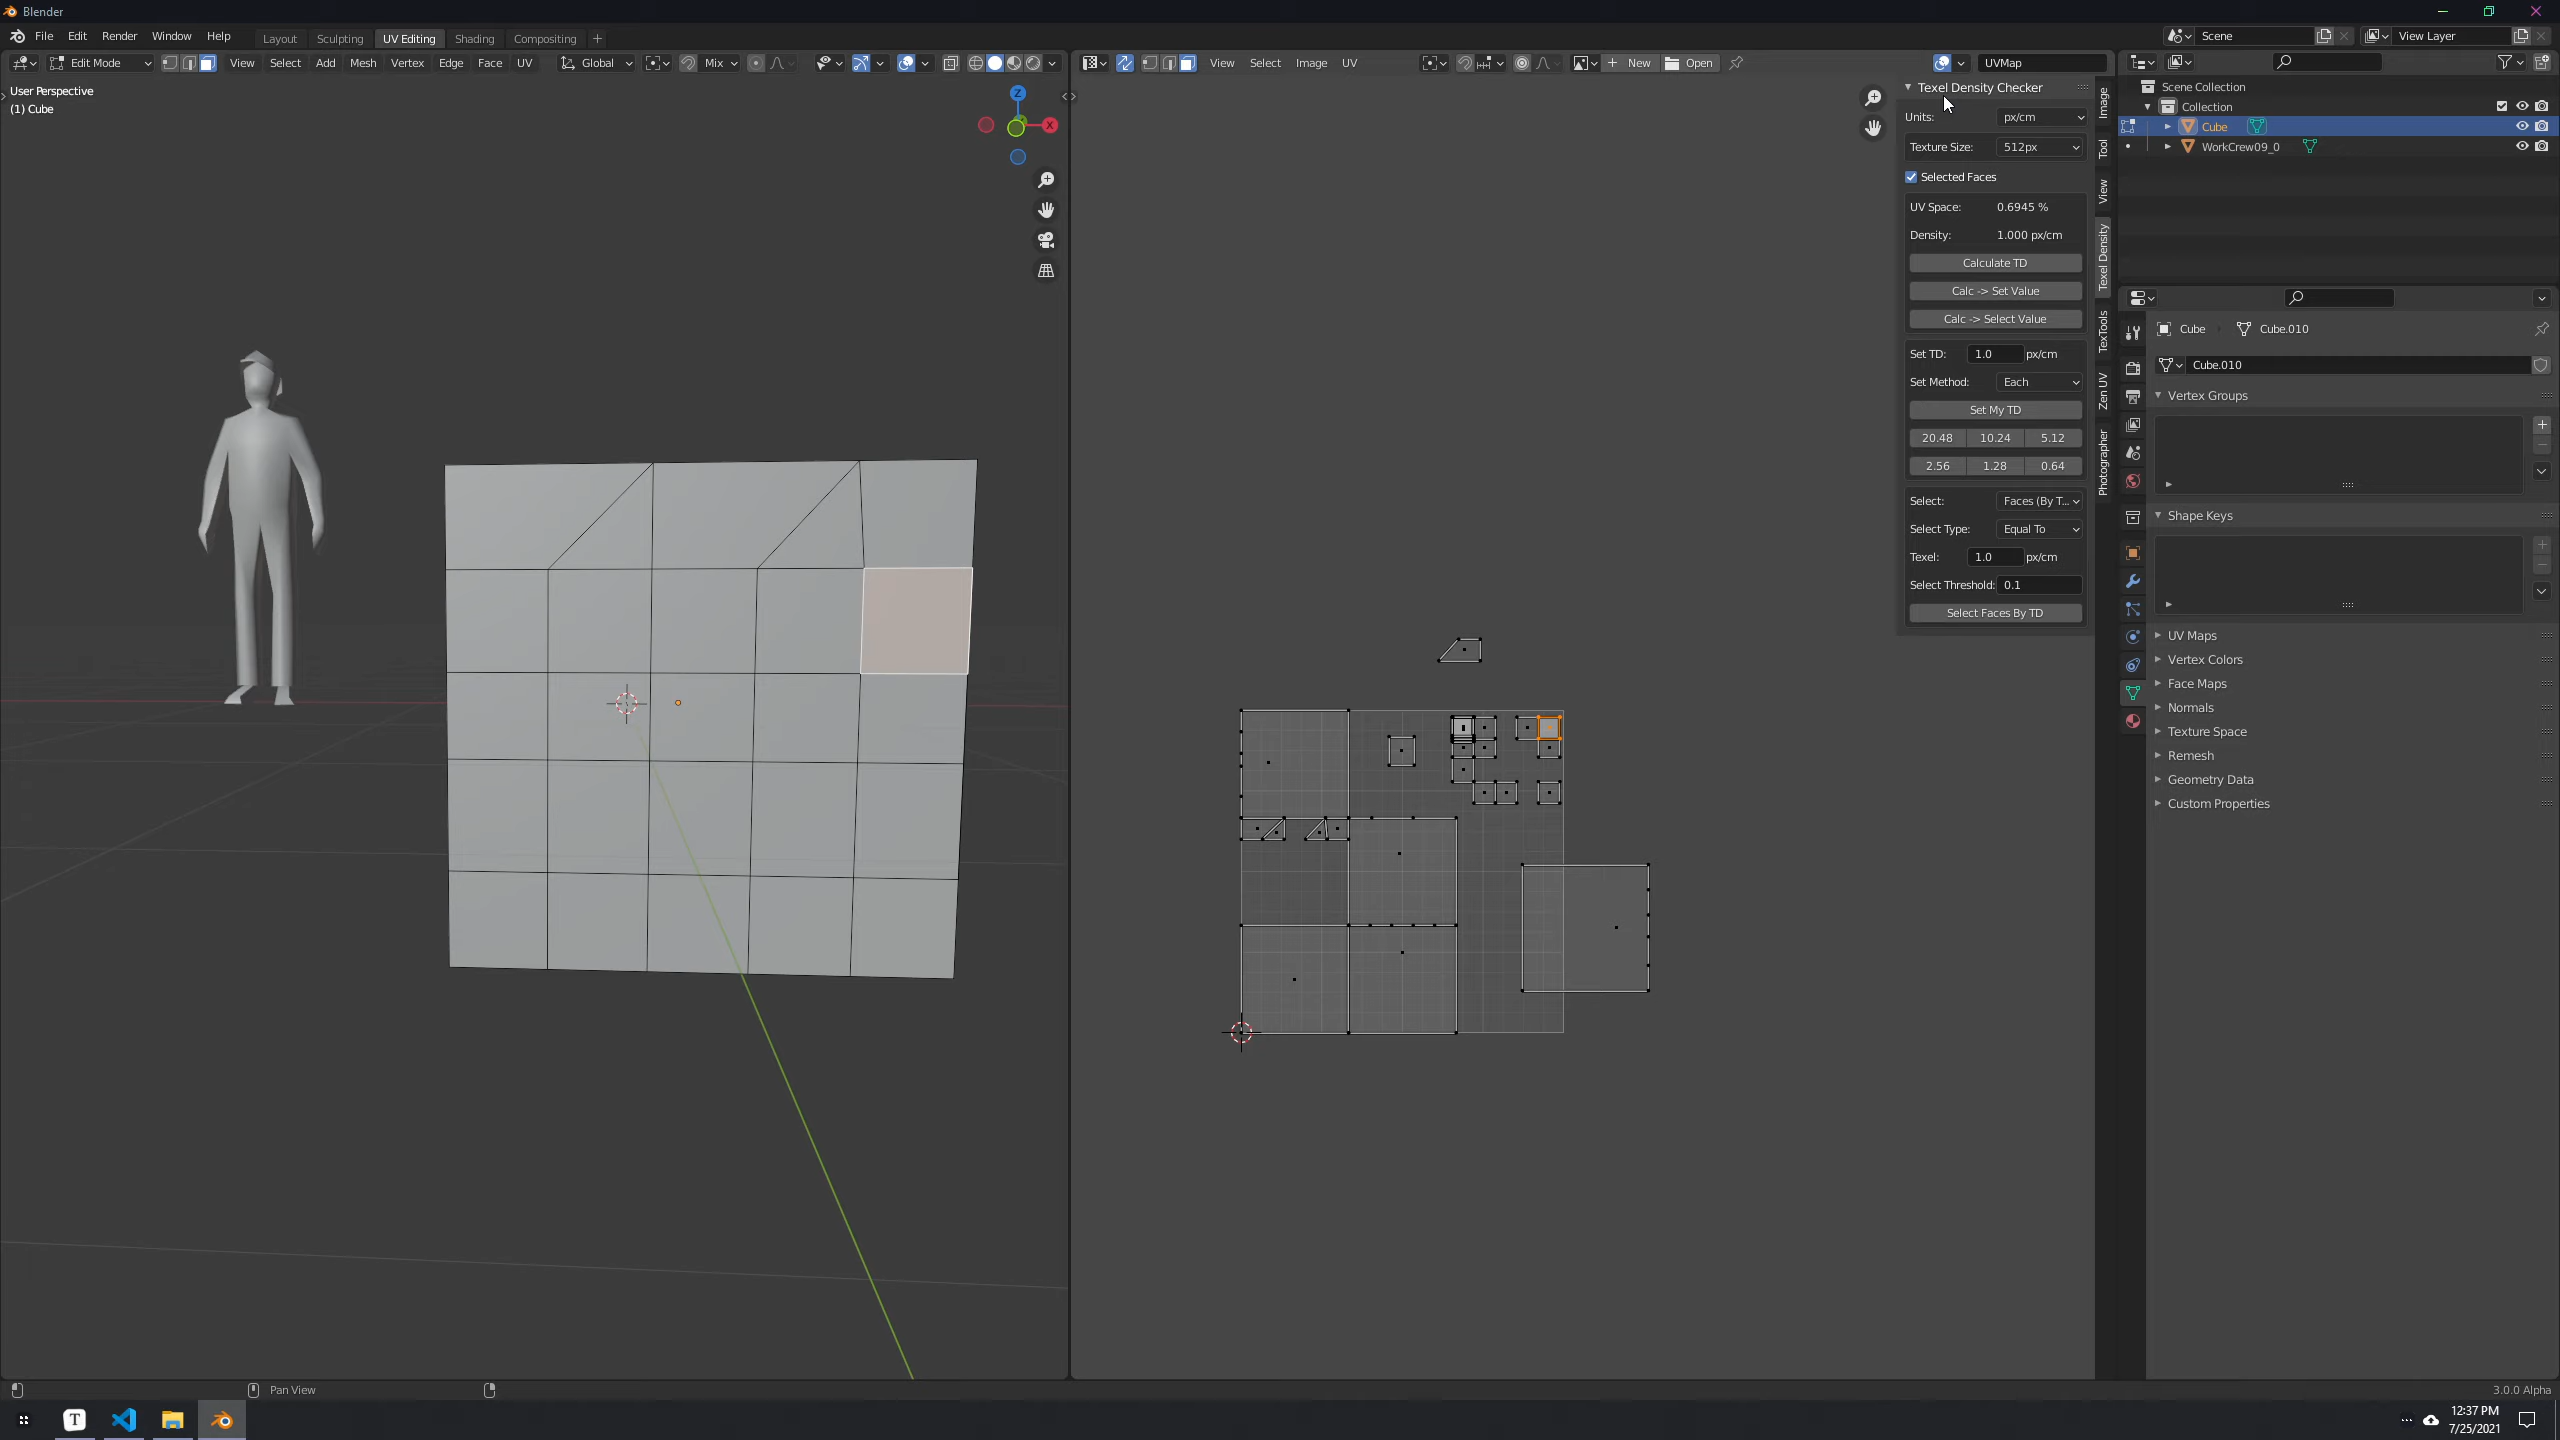 Blender
File Edit Render Window Help Layout Sculpting UV Editing Shading Compositing + Scene View Layer
Edit Mode View Select Add Mesh Vertex Edge Face UV Global Mix View Select Image UV New Open UVMap
User Perspective
(1) Cube
Z
X
Texel Density Checker
Units: px/cm
Texture Size: 512px
Selected Faces
UV Space: 0.6945 %
Density: 1.000 px/cm
Calculate TD
Calc -> Set Value
Calc -> Select Value
Set TD: 1.0 px/cm
Set Method: Each
Set My TD
20.48 10.24 5.12
2.56 1.28 0.64
Select: Faces (By T...
Select Type: Equal To
Texel: 1.0 px/cm
Select Threshold: 0.1
Select Faces By TD
Image
Tool
View
Texel Density
TexTools
Zen UV
Photographer
Scene Collection
Collection
Cube
WorkCrew09_0
Cube Cube.010
Cube.010
Vertex Groups
Shape Keys
UV Maps
Vertex Colors
Face Maps
Normals
Texture Space
Remesh
Geometry Data
Custom Properties
Pan View
3.0.0 Alpha
T
12:37 PM
7/25/2021